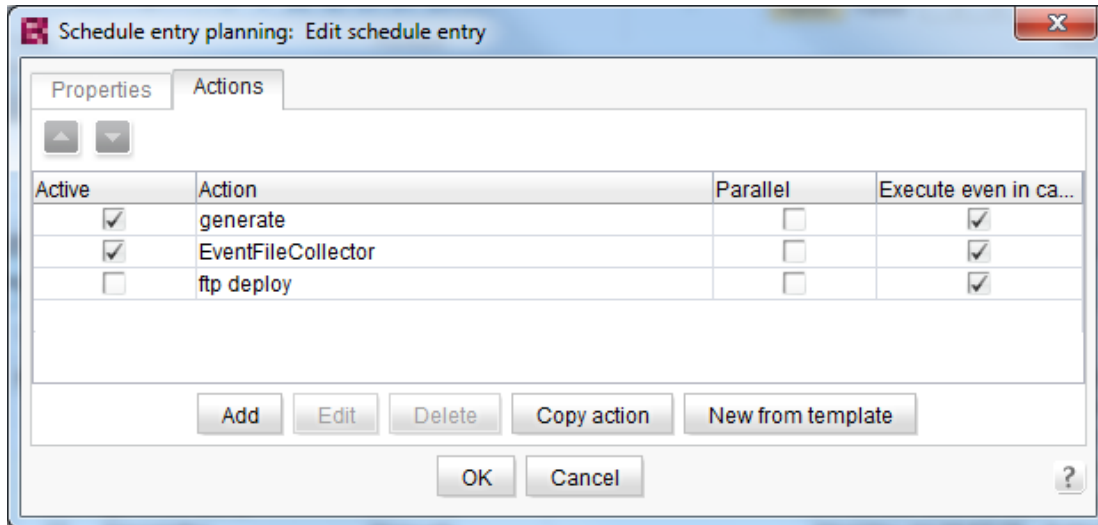 Schedule entry planning: Edit schedule entry
x
Properties Actions
Active Action Parallel Execute even in ca...
generate
EventFileCollector
ftp deploy
Add Edit Delete Copy action New from template
OK Cancel ?